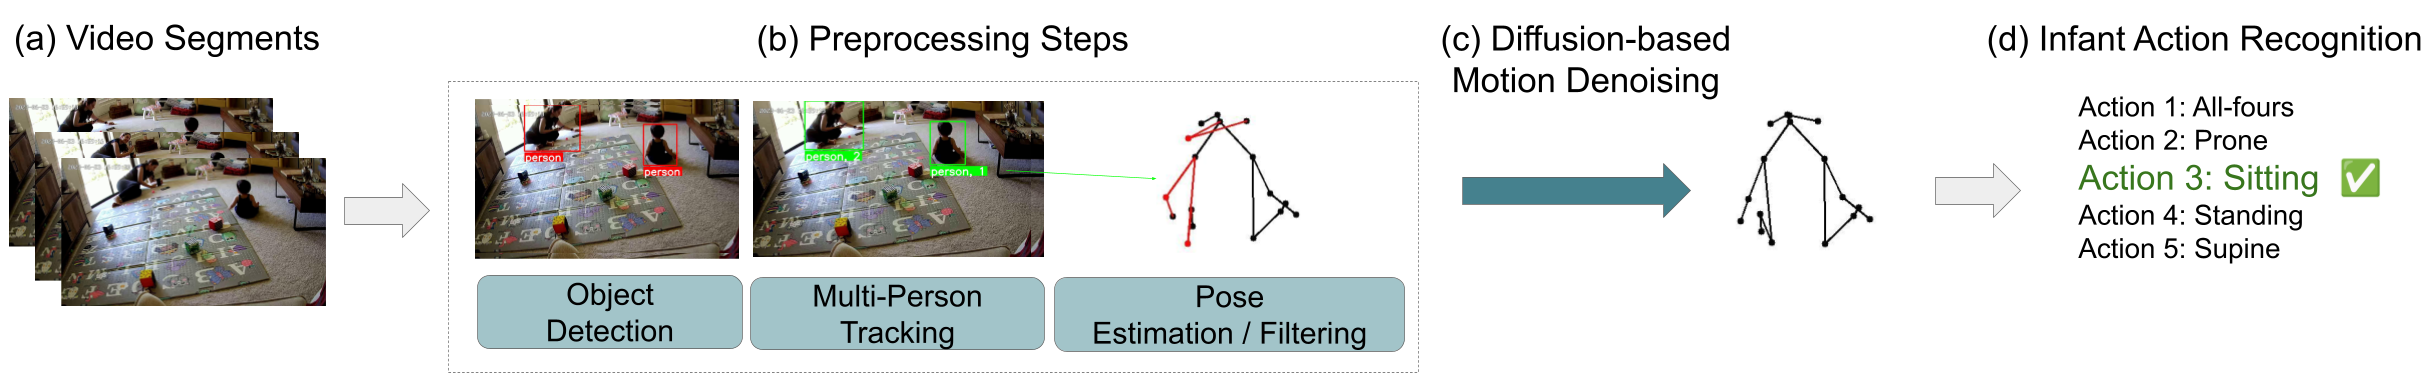 (a) Video Segments
(b) Preprocessing Steps
(c) Diffusion-based
Motion Denoising
(d) Infant Action Recognition
person
person
person, 2
person, 1
Object
Detection
Multi-Person
Tracking
Pose
Estimation / Filtering
Action 1: All-fours
Action 2: Prone
Action 3: Sitting
Action 4: Standing
Action 5: Supine